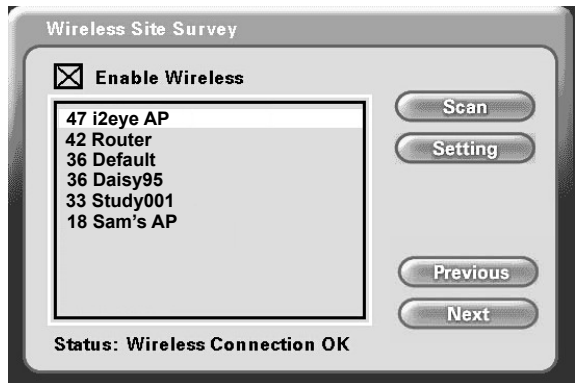 Wireless Site Survey
Enable Wireless
47 i2eye AP
42 Router
36 Default
36 Daisy95
33 Study001
18 Sam's AP
Scan
Setting
Previous
Next
Status: Wireless Connection OK